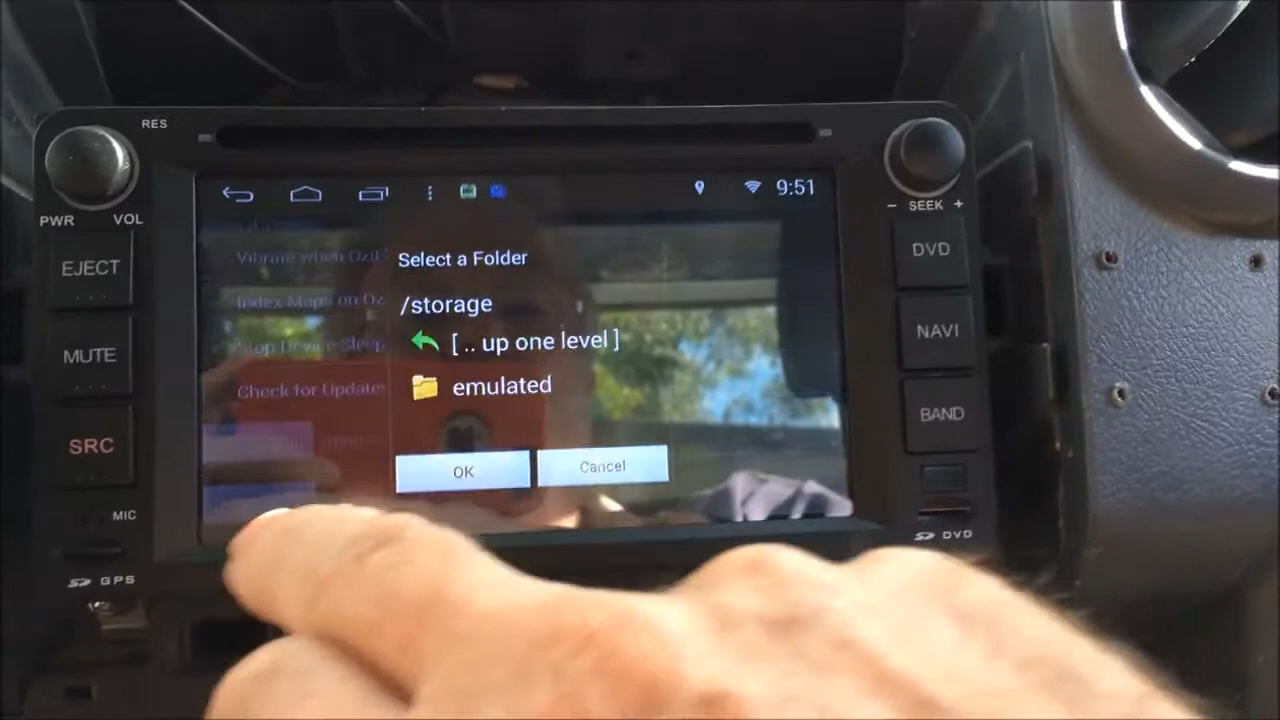 RES
PWR VOL
EJECT
MUTE
SRC
MIC
GPS
9:51
Vibrate when Ozi
Index Maps on Oz
Stop Device Sleep
Check for Update
Select a Folder
/storage
[ .. up one level ]
emulated
OK
Cancel
- SEEK +
DVD
NAVI
BAND
DVD